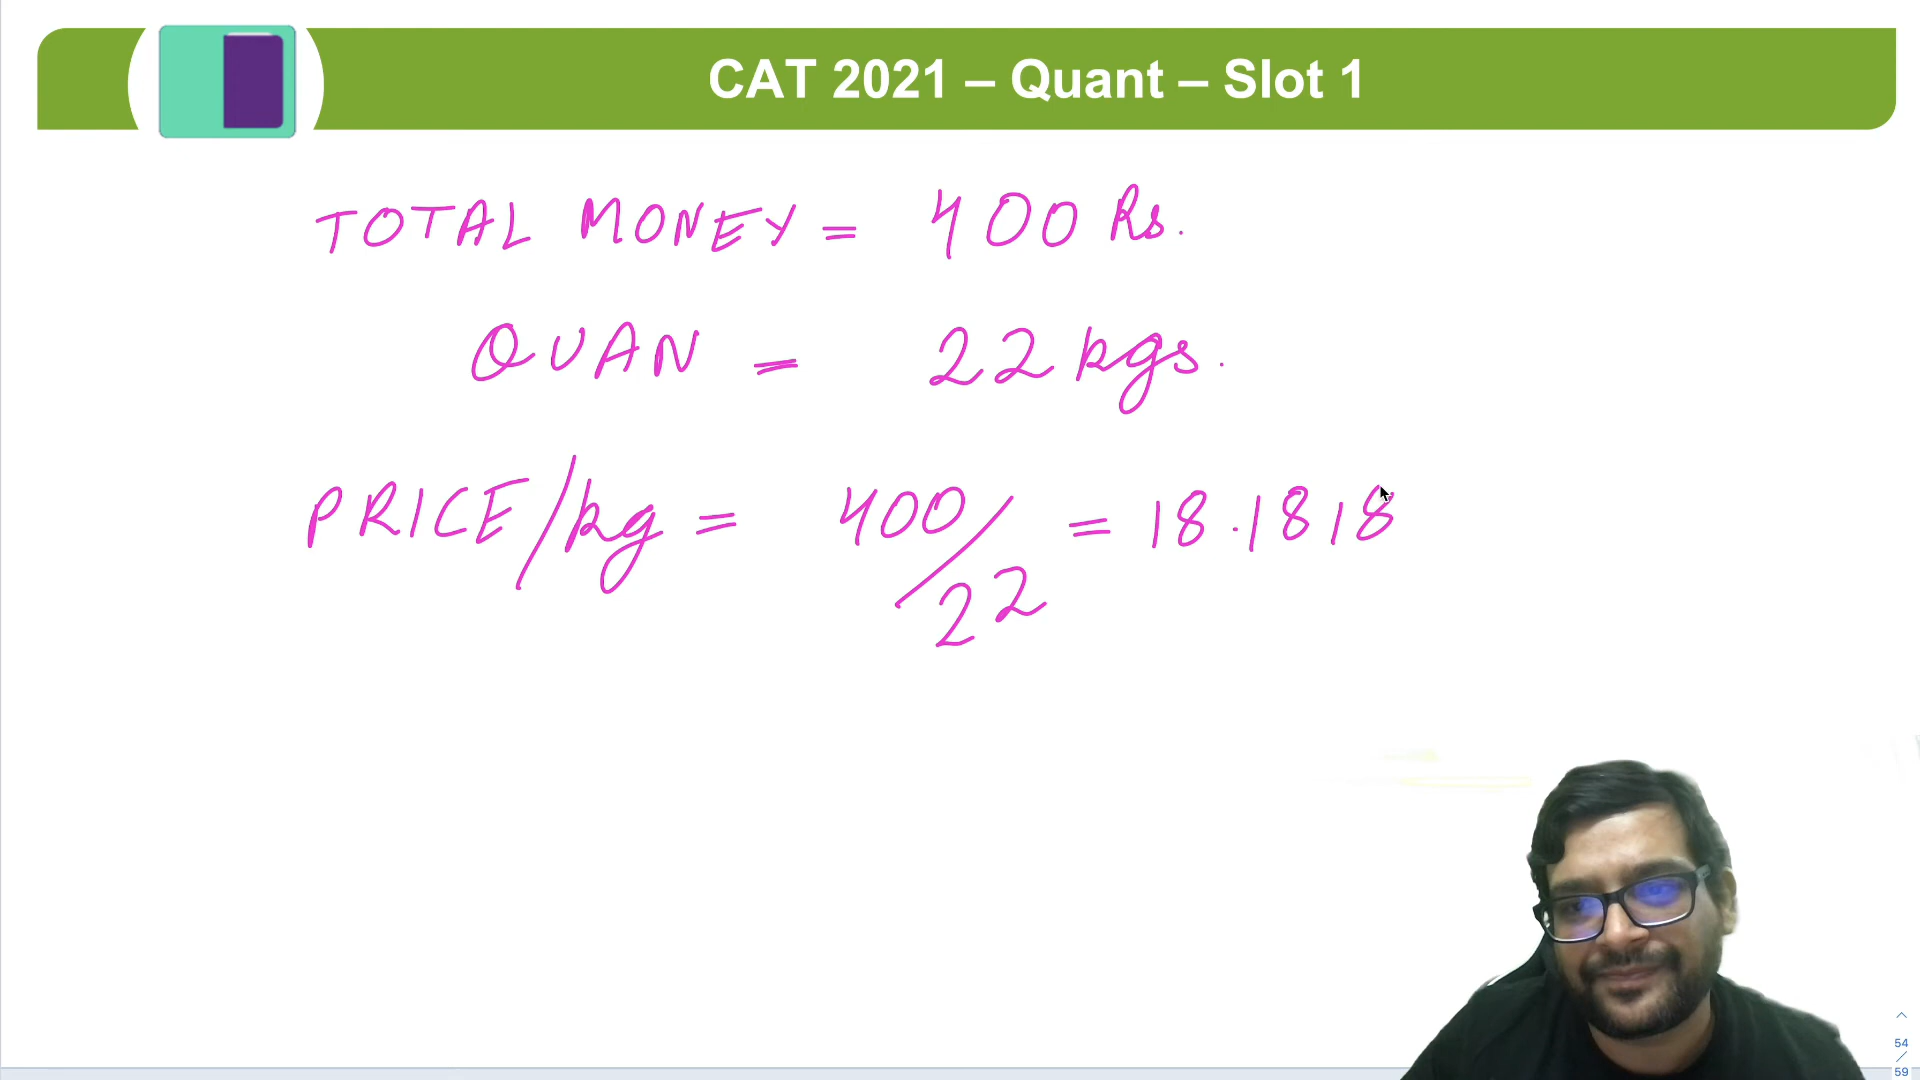 CAT 2021 – Quant – Slot 1
TOTAL MONEY = 400 Rs.
QUAN = 22 kgs.
PRICE/kg = 400/22 = 18.1818
54
/
59